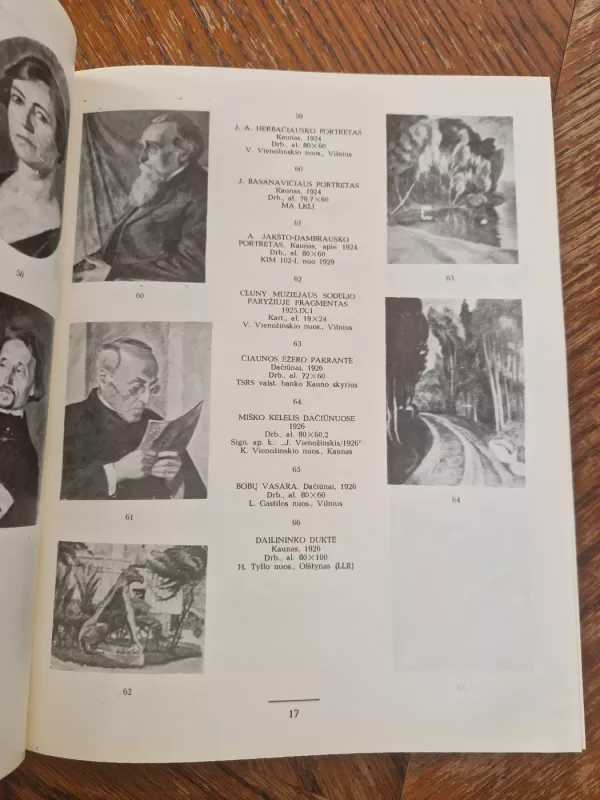 58
60
61
62
59
J. A. HERBAČIAUSKO PORTRETAS
Kaunas, 1924
Drb., al. 80×60
V. Vienožinskio nuos., Vilnius
60
J. BASANAVIČIAUS PORTRETAS
Kaunas, 1924
Drb., al. 76,7×60
MA LKLI
61
A. JAKŠTO-DAMBRAUSKO
PORTRETAS. Kaunas, apie 1924
Drb., al. 80×60
KIM 102-I, nuo 1929
62
CLUNY MUZIEJAUS SODELIO
PARYŽIUJE FRAGMENTAS
1925.IX.1
Kart., al. 19×24
V. Vienožinskio nuos., Vilnius
63
ČIAUNOS EŽERO PAKRANTĖ
Dačiūnai, 1926
Drb., al. 72×60
TSRS valst. banko Kauno skyrius
64
MIŠKO KELELIS DAČIŪNUOSE
1926
Drb., al. 80×60,2
Sign. ap. k.: „J. Vienožinskis/1926"
K. Vienožinskio nuos., Kaunas
65
BOBŲ VASARA. Dačiūnai, 1926
Drb., al. 80×60
L. Gastilos nuos., Vilnius
66
DAILININKO DUKTĖ
Kaunas, 1926
Drb., al. 80×100
H. Tyllo nuos., Olštynas (LLR)
63
64
17